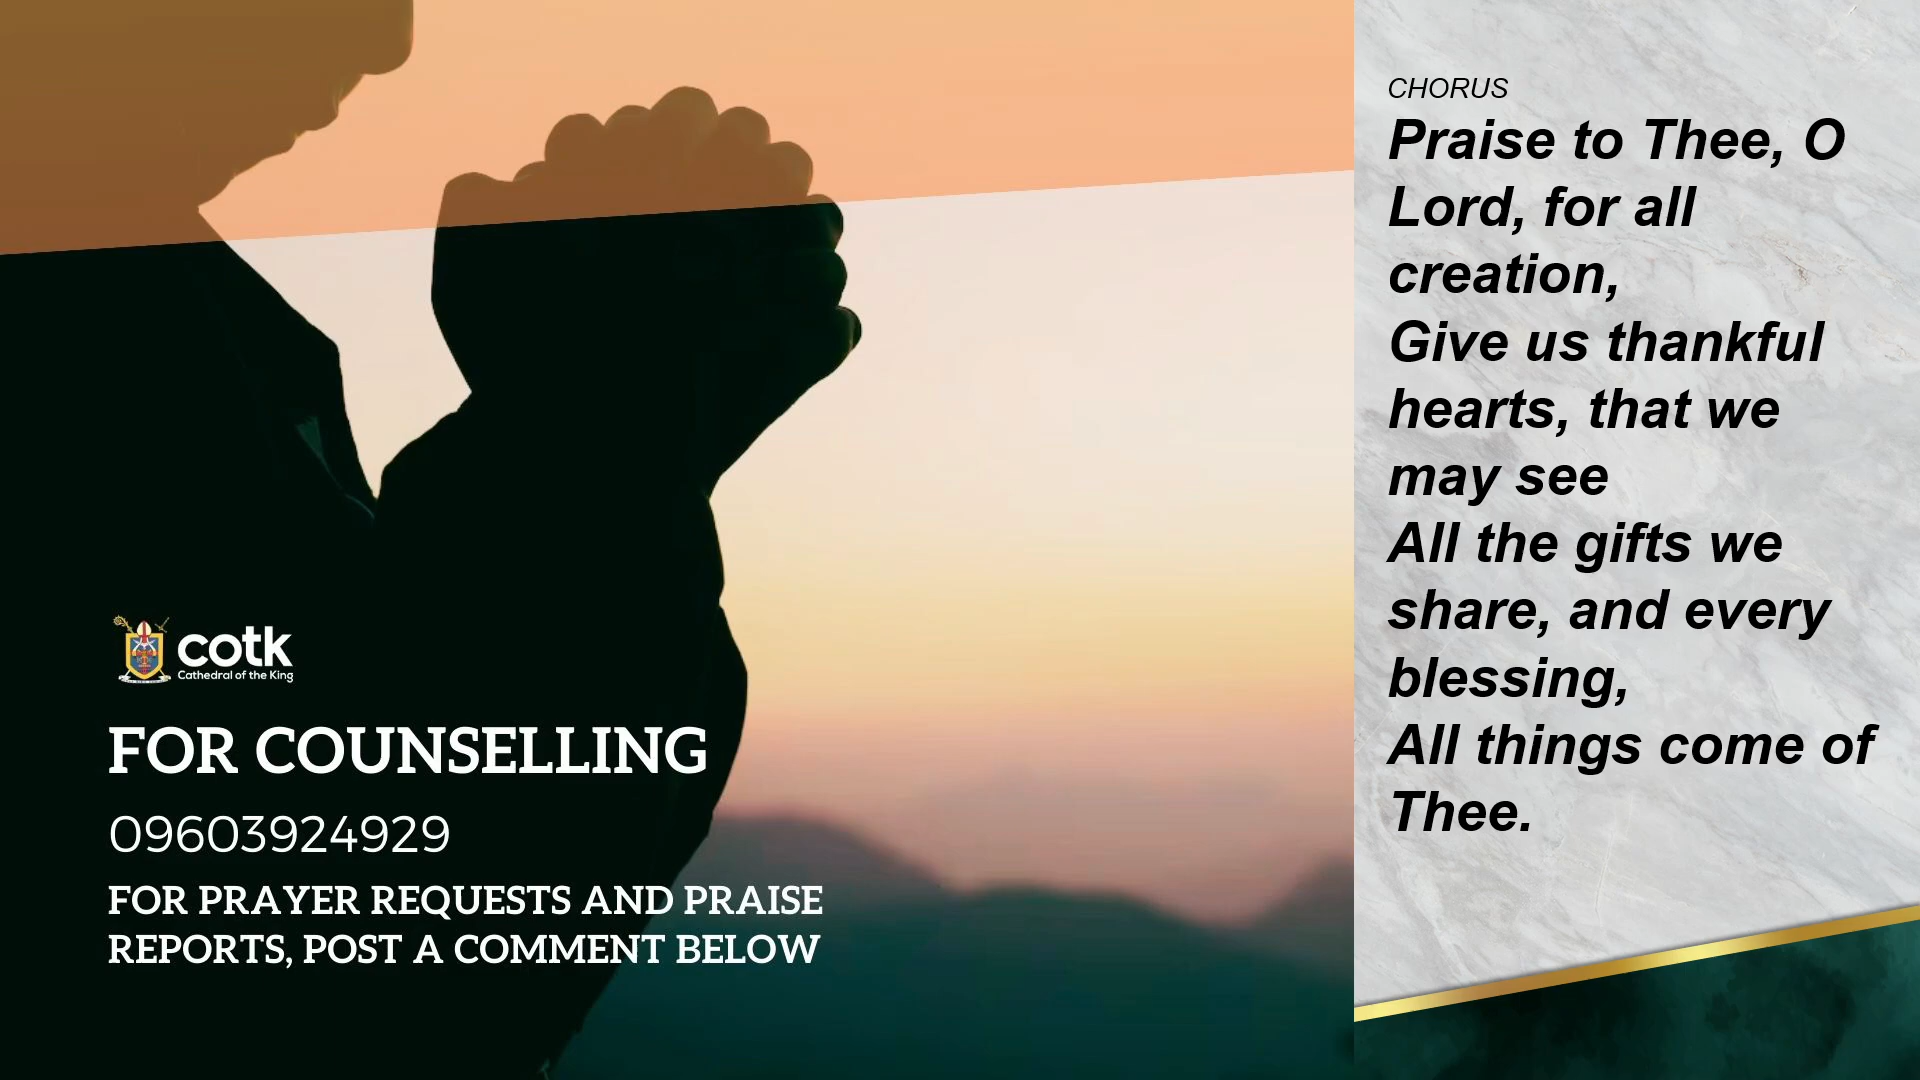 cotk
Cathedral of the King
FOR COUNSELLING
09603924929
FOR PRAYER REQUESTS AND PRAISE
REPORTS, POST A COMMENT BELOW
CHORUS
Praise to Thee, O
Lord, for all
creation,
Give us thankful
hearts, that we
may see
All the gifts we
share, and every
blessing,
All things come of
Thee.